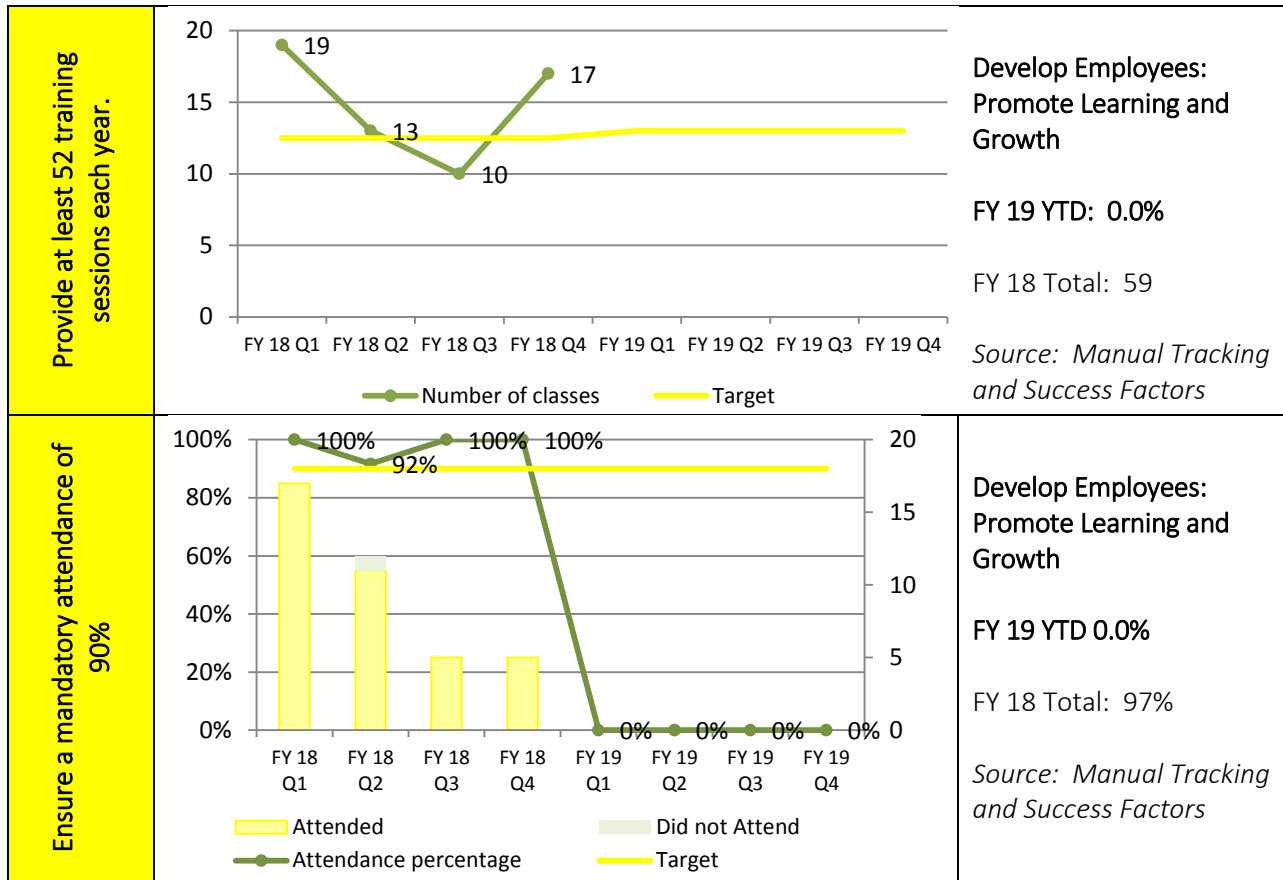 Provide at least 52 training
sessions each year.
20
15
10
5
0
19
13
10
17
FY 18 Q1 FY 18 Q2 FY 18 Q3 FY 18 Q4 FY 19 Q1 FY 19 Q2 FY 19 Q3 FY 19 Q4
Number of classes Target
Develop Employees:
Promote Learning and
Growth
FY 19 YTD: 0.0%
FY 18 Total: 59
Source: Manual Tracking
and Success Factors
Ensure a mandatory attendance of
90%
100%
80%
60%
40%
20%
0%
100%
92%
100%
100%
0%
0%
0%
0%
20
15
10
5
0
FY 18 FY 18 FY 18 FY 18 FY 19 FY 19 FY 19 FY 19
Q1 Q2 Q3 Q4 Q1 Q2 Q3 Q4
Attended Did not Attend
Attendance percentage Target
Develop Employees:
Promote Learning and
Growth
FY 19 YTD 0.0%
FY 18 Total: 97%
Source: Manual Tracking
and Success Factors